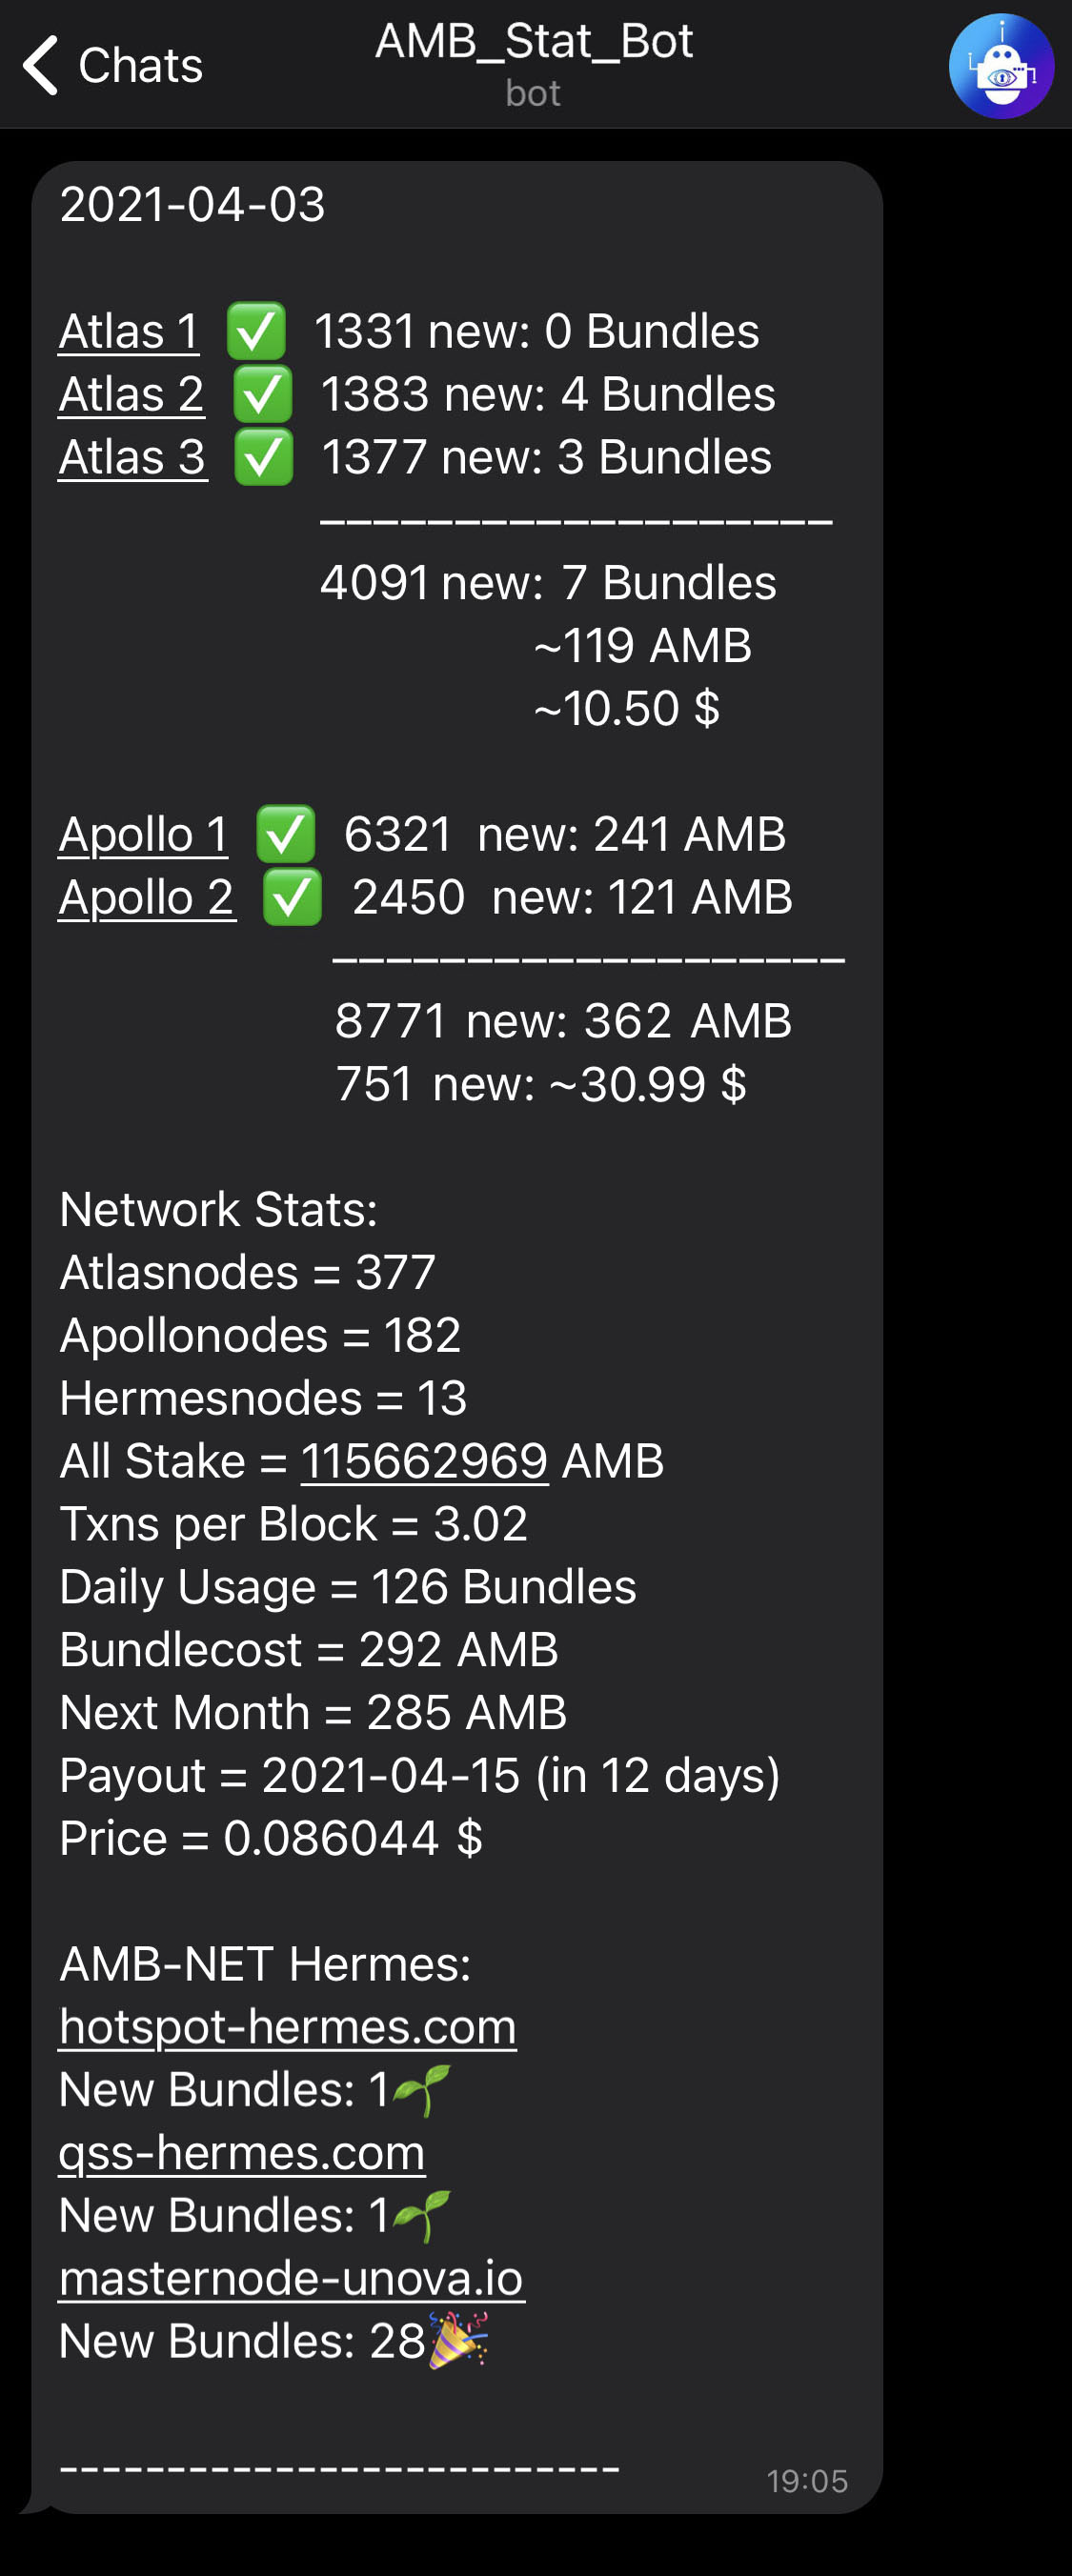 Chats
AMB_Stat_Bot
bot
2021-04-03
Atlas 1 ✅ 1331 new: 0 Bundles
Atlas 2 ✅ 1383 new: 4 Bundles
Atlas 3 ✅ 1377 new: 3 Bundles
-------------------
4091 new: 7 Bundles
~119 AMB
~10.50 $
Apollo 1 ✅ 6321 new: 241 AMB
Apollo 2 ✅ 2450 new: 121 AMB
-------------------
8771 new: 362 AMB
751 new: ~30.99 $
Network Stats:
Atlasnodes = 377
Apollonodes = 182
Hermesnodes = 13
All Stake = 115662969 AMB
Txns per Block = 3.02
Daily Usage = 126 Bundles
Bundlecost = 292 AMB
Next Month = 285 AMB
Payout = 2021-04-15 (in 12 days)
Price = 0.086044 $
AMB-NET Hermes:
hotspot-hermes.com
New Bundles: 1🌱
qss-hermes.com
New Bundles: 1🌱
masternode-unova.io
New Bundles: 28🎉
--------------------------
19:05